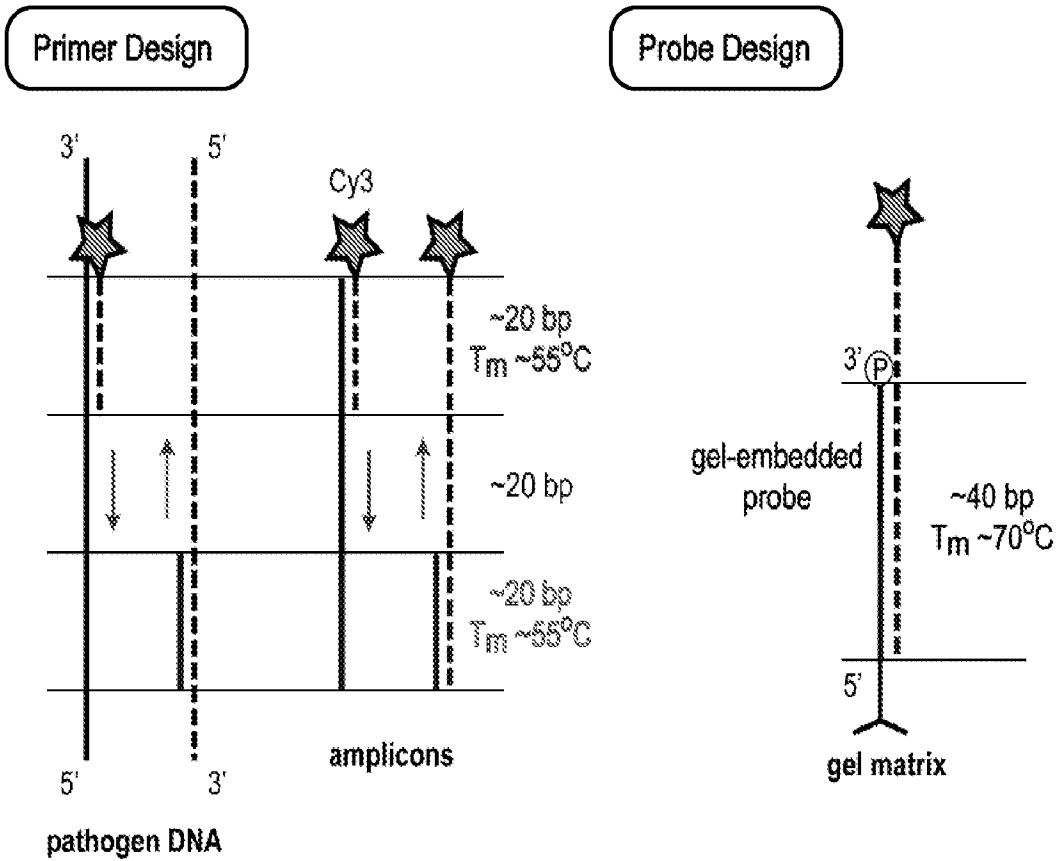 Primer Design
Probe Design
3'
5'
Cy3
~20 bp
Tm ~55°C
~20 bp
~20 bp
Tm ~55°C
5'
3'
amplicons
pathogen DNA
3'
P
gel-embedded
probe
~40 bp
Tm ~70°C
5'
gel matrix